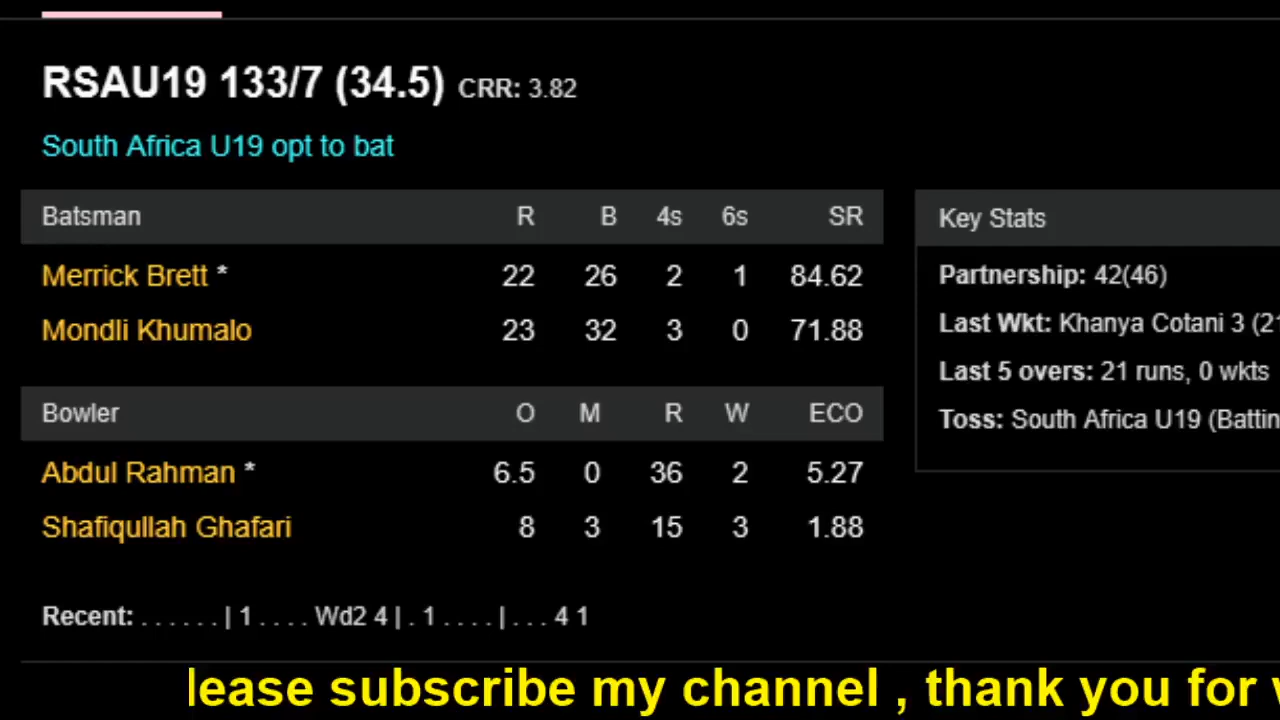 RSAU19 133/7 (34.5) CRR: 3.82
South Africa U19 opt to bat
Batsman R B 4s 6s SR
Merrick Brett * 22 26 2 1 84.62
Mondli Khumalo 23 32 3 0 71.88
Bowler O M R W ECO
Abdul Rahman * 6.5 0 36 2 5.27
Shafiqullah Ghafari 8 3 15 3 1.88
Recent: . . . . . . | 1 . . . . Wd2 4 | . 1 . . . . | . . . 4 1
Key Stats
Partnership: 42(46)
Last Wkt: Khanya Cotani 3 (2
Last 5 overs: 21 runs, 0 wkts
Toss: South Africa U19 (Battin
lease subscribe my channel , thank you for